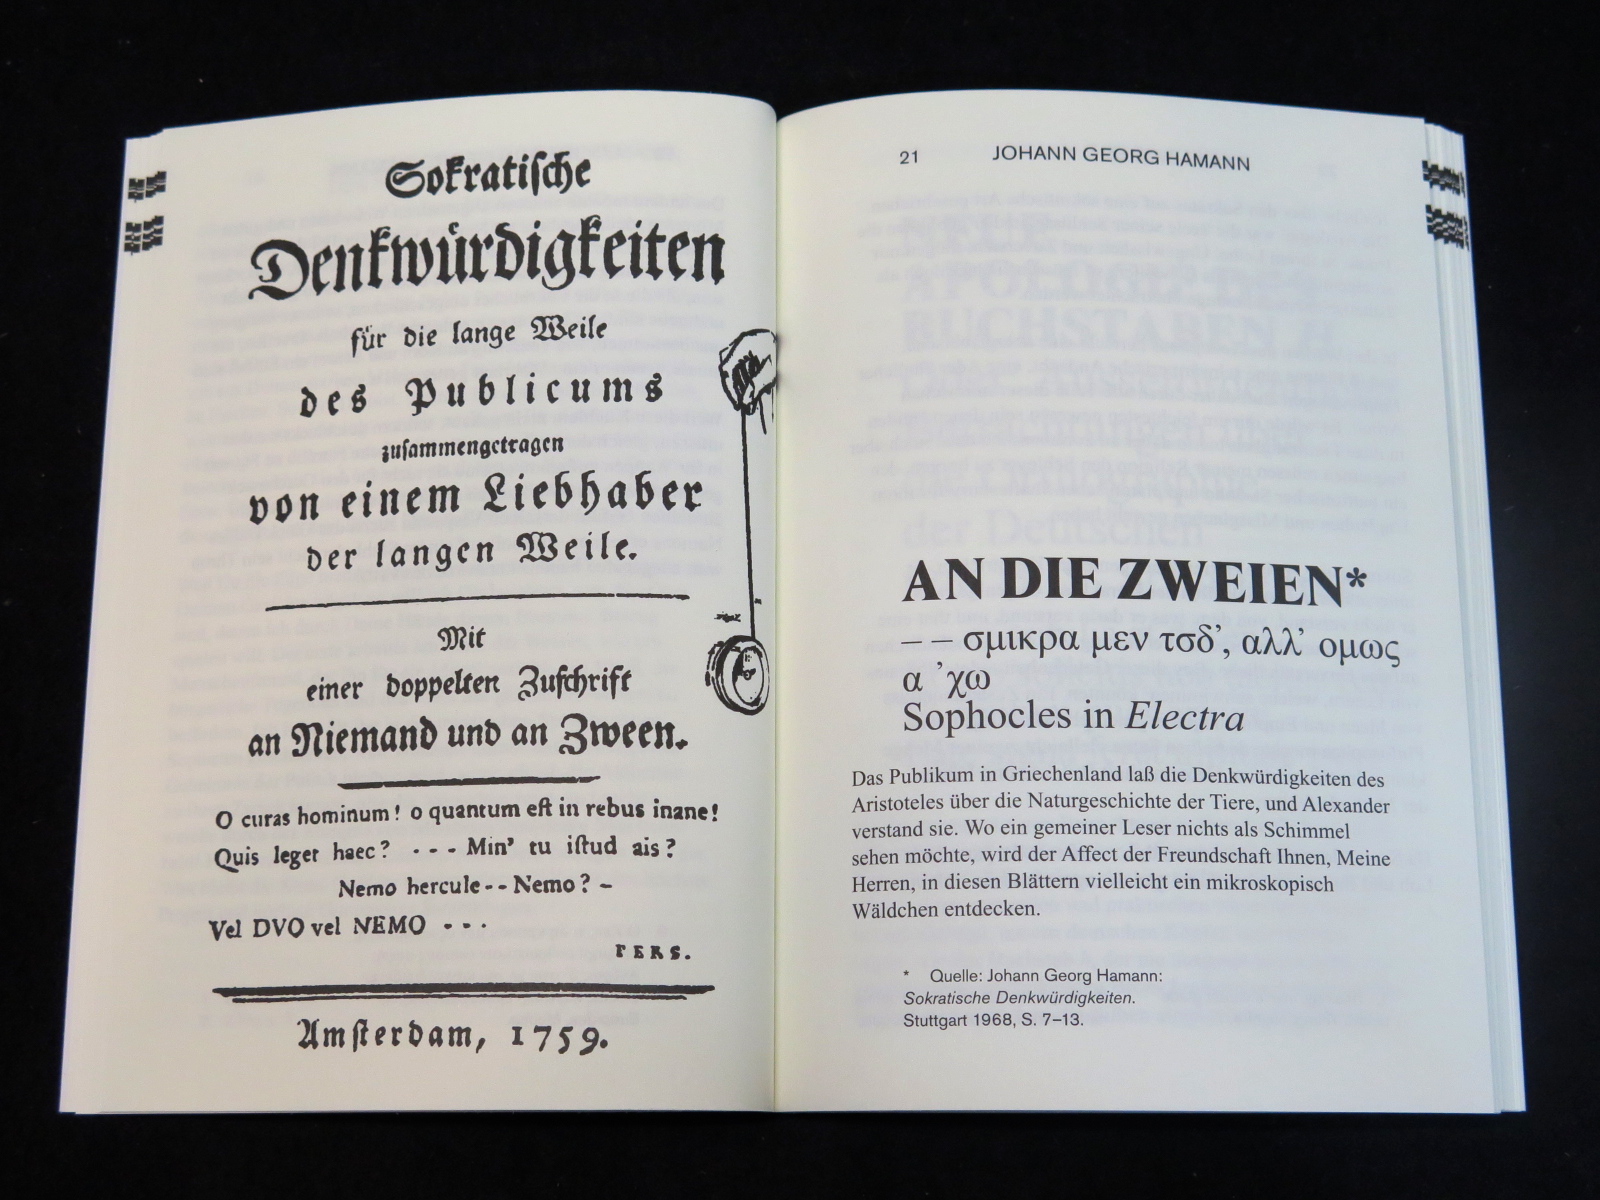 Sokratische
Denkwürdigkeiten
für die lange Weile
des Publicums
zusammengetragen
von einem Liebhaber
der langen Weile.
Mit
einer doppelten Zuschrift
an Niemand und an Zween.
O curas hominum! o quantum est in rebus inane!
Quis leget haec? - - - Min' tu istud ais?
Nemo hercule - - Nemo? -
Vel DVO vel NEMO - - -
PERS.
Amsterdam, 1759.
21 JOHANN GEORG HAMANN
AN DIE ZWEIEN*
– – σμικρα μεν τσδ’, αλλ’ ομως
α ’χω
Sophocles in Electra
Das Publikum in Griechenland laß die Denkwürdigkeiten des
Aristoteles über die Naturgeschichte der Tiere, und Alexander
verstand sie. Wo ein gemeiner Leser nichts als Schimmel
sehen möchte, wird der Affect der Freundschaft Ihnen, Meine
Herren, in diesen Blättern vielleicht ein mikroskopisch
Wäldchen entdecken.
* Quelle: Johann Georg Hamann:
Sokratische Denkwürdigkeiten.
Stuttgart 1968, S. 7–13.